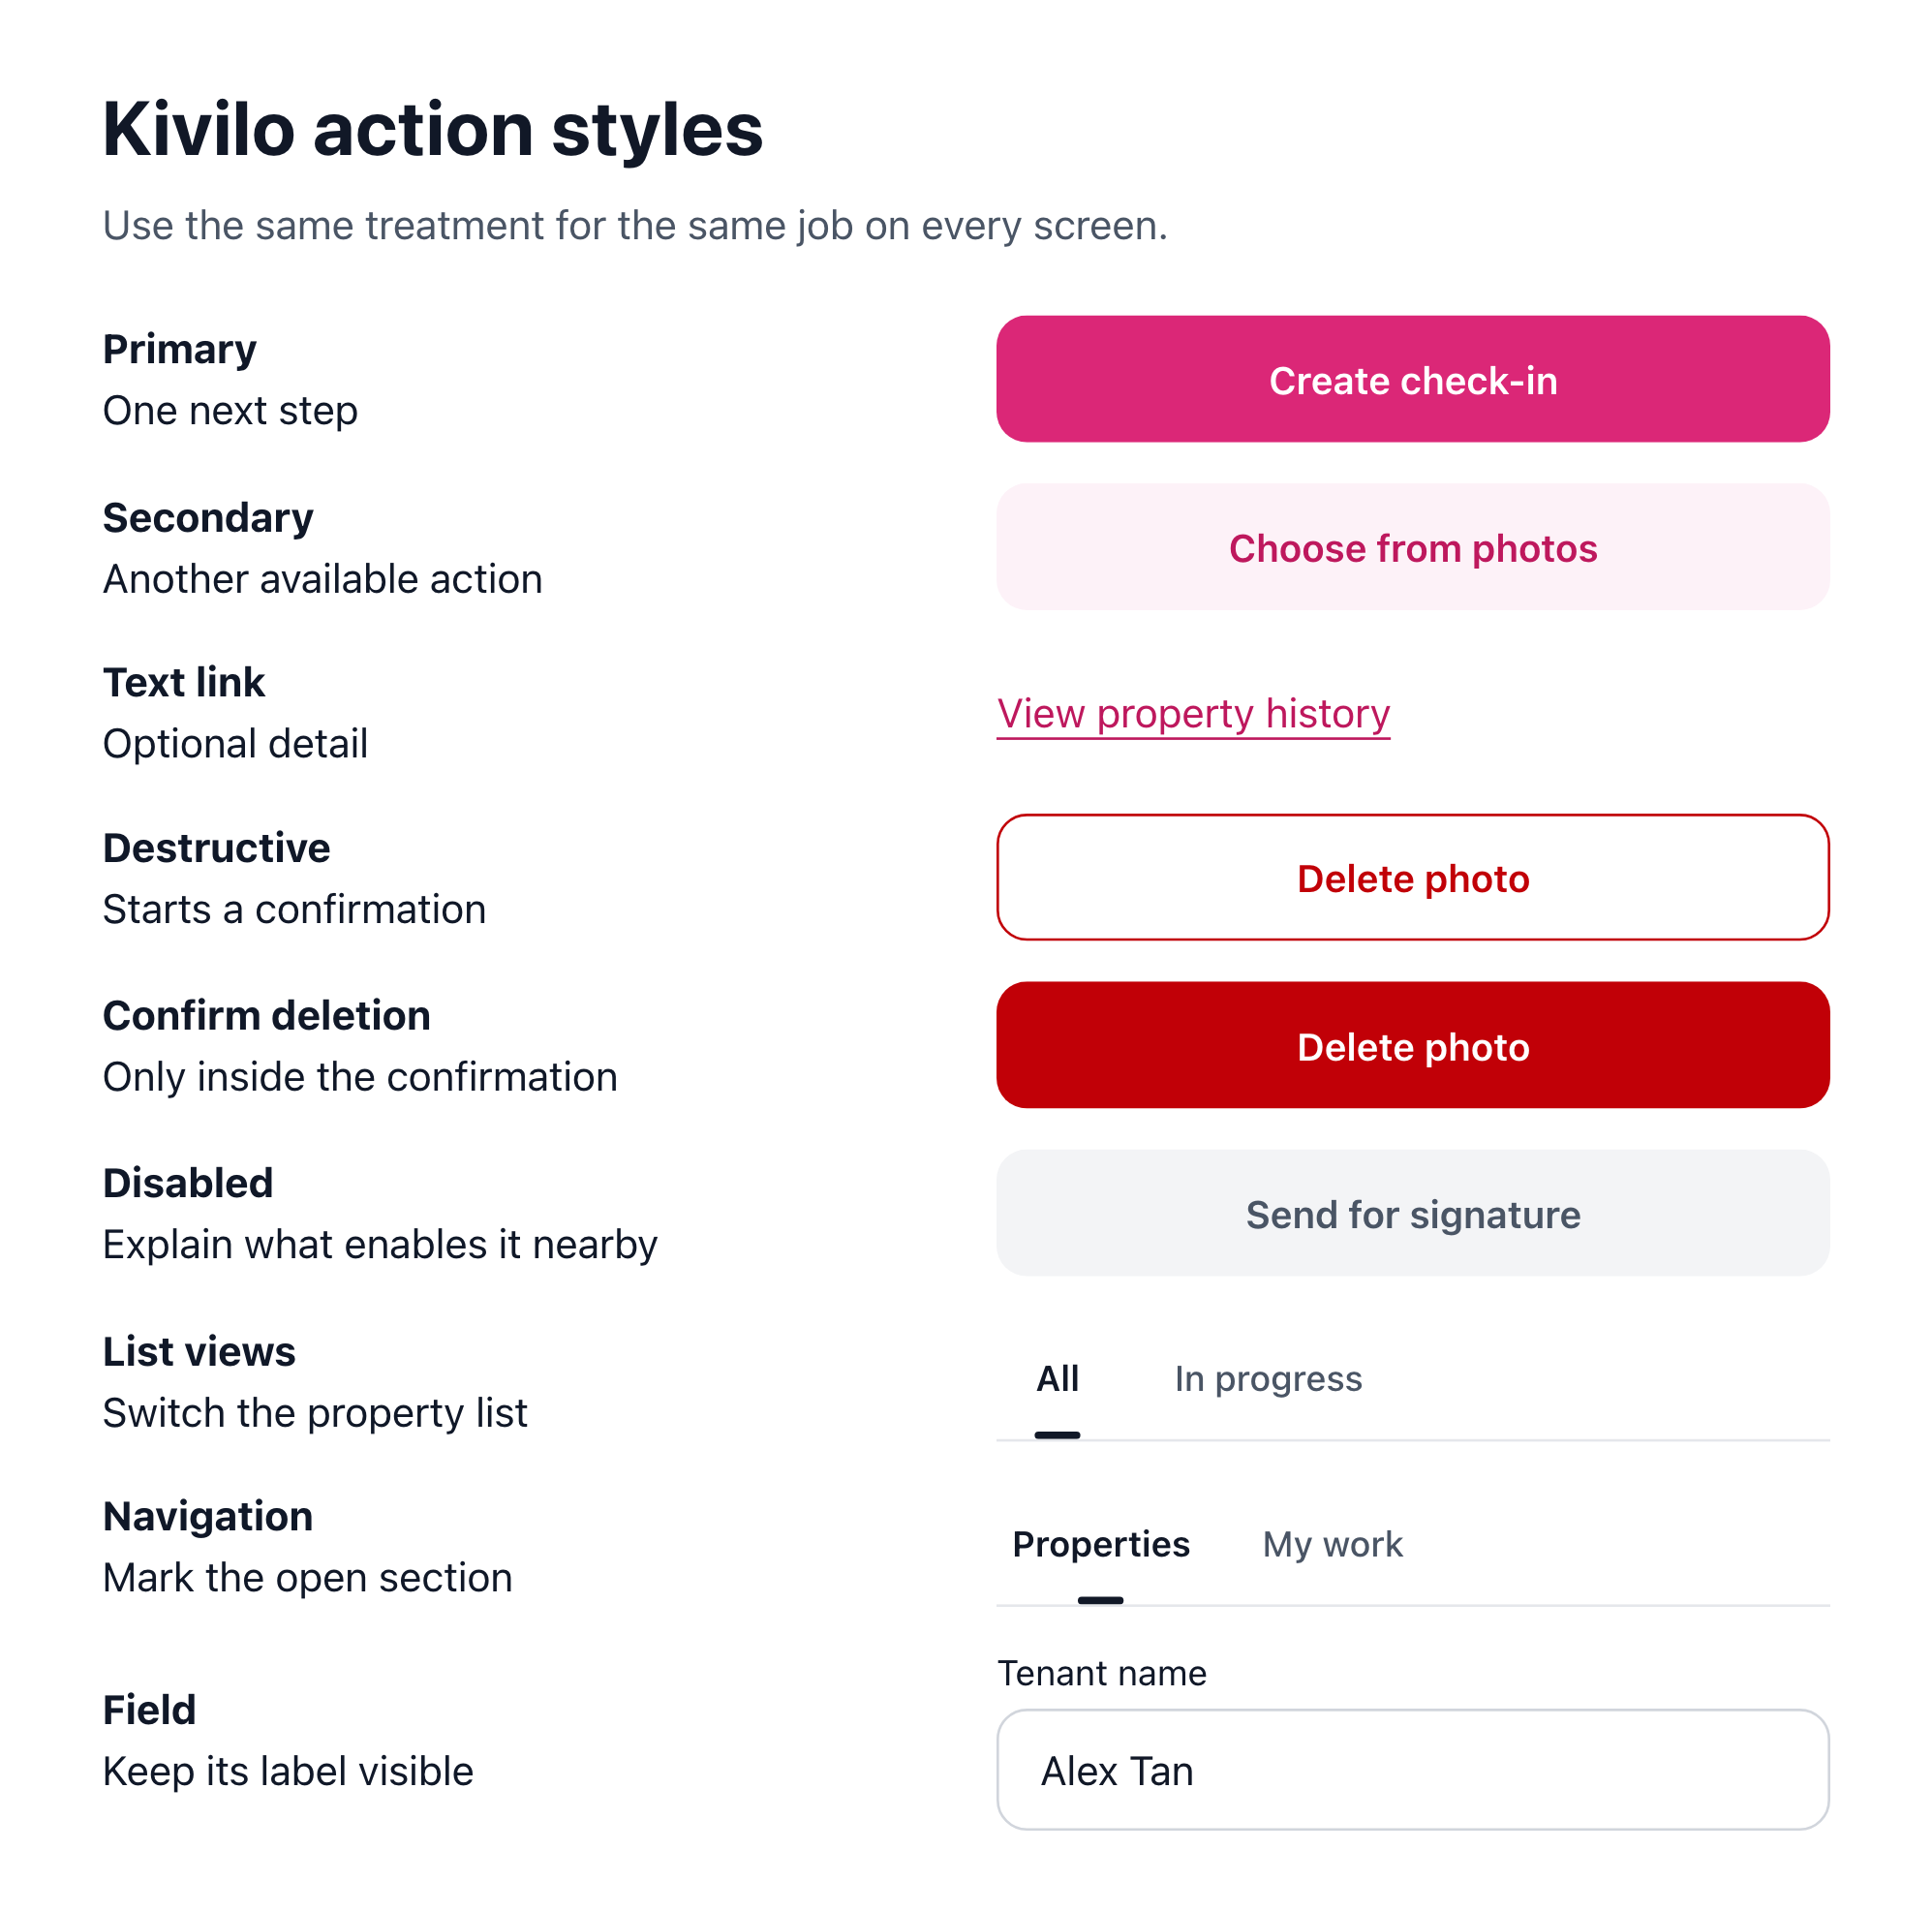 Kivilo action styles
Use the same treatment for the same job on every screen.
Primary
One next step
Create check-in
Secondary
Another available action
Choose from photos
Text link
Optional detail
View property history
Destructive
Starts a confirmation
Delete photo
Confirm deletion
Only inside the confirmation
Delete photo
Disabled
Explain what enables it nearby
Send for signature
List views
Switch the property list
All In progress
Navigation
Mark the open section
Properties My work
Field
Keep its label visible
Tenant name
Alex Tan